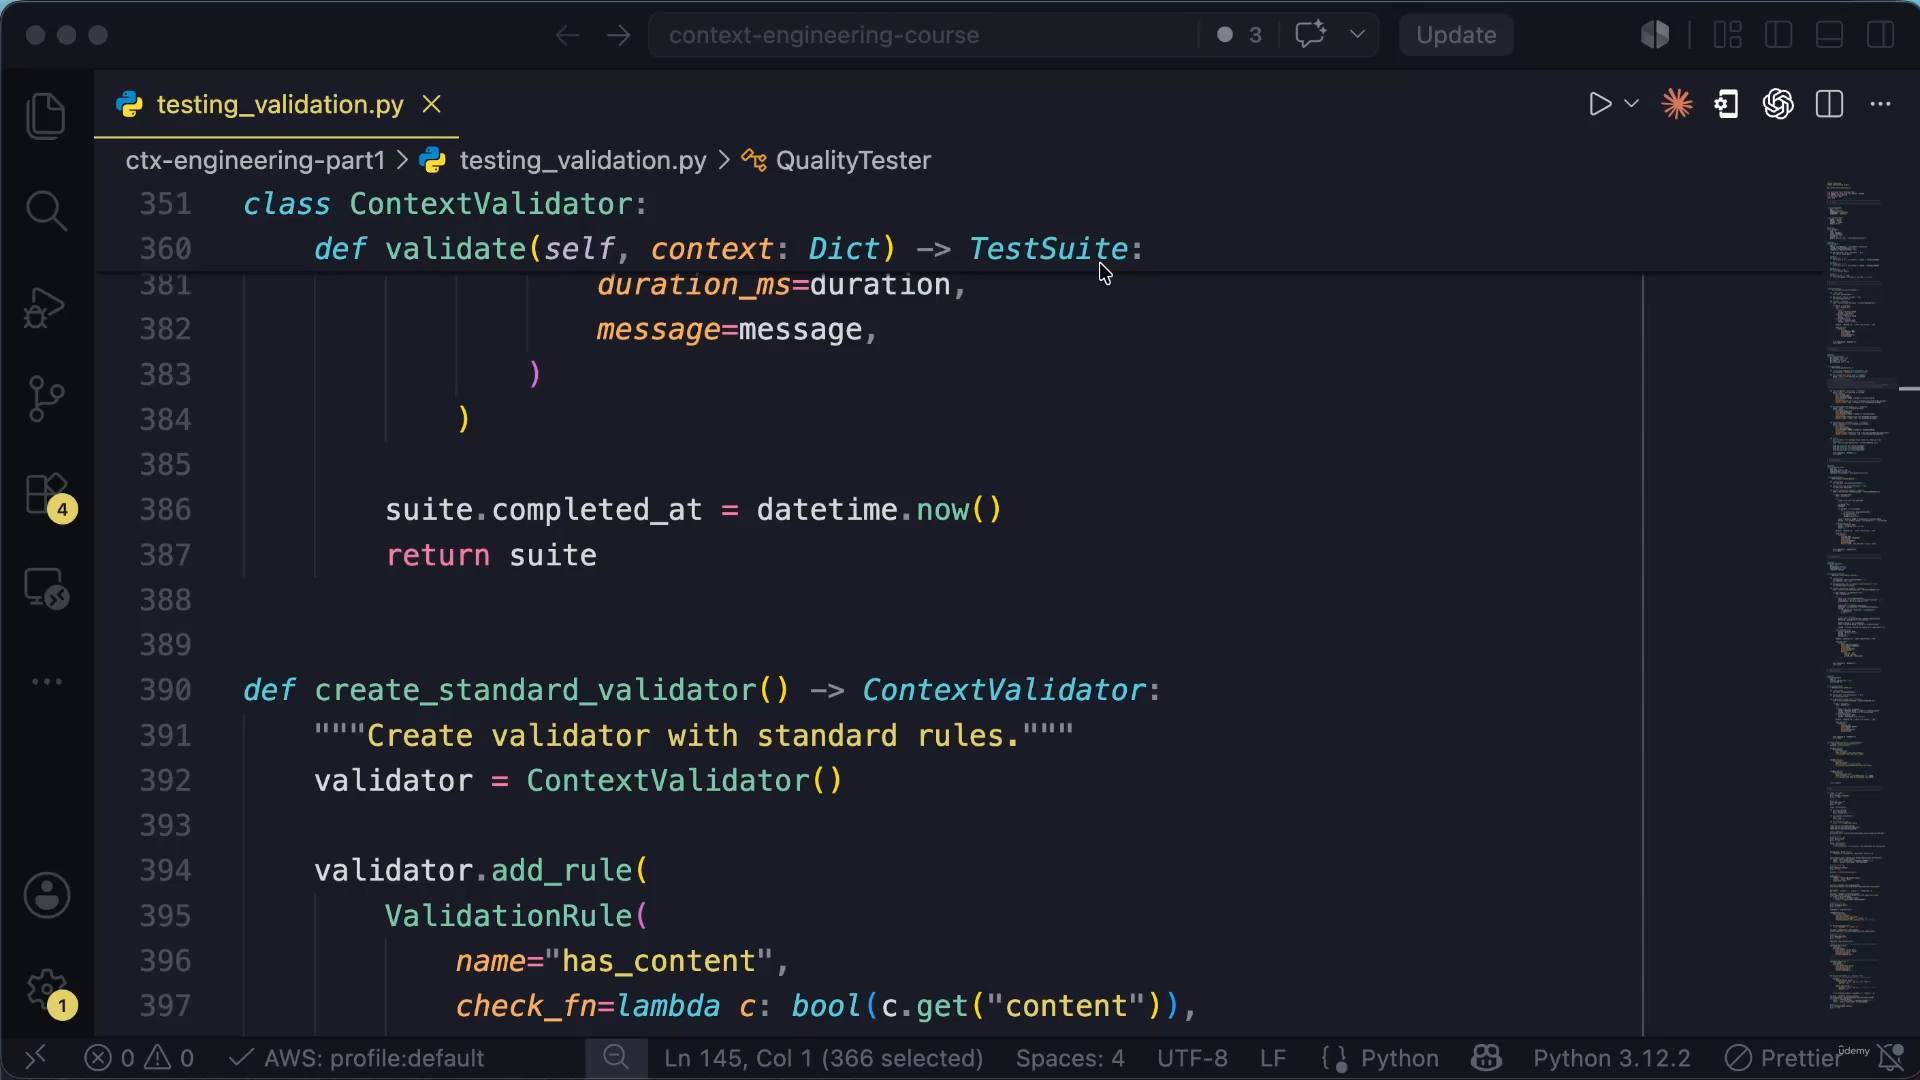 context-engineering-course
3
Update
testing_validation.py
ctx-engineering-part1 > testing_validation.py > QualityTester
351 class ContextValidator:
360 def validate(self, context: Dict) -> TestSuite:
381 duration_ms=duration,
382 message=message,
383 )
384 )
385
386 suite.completed_at = datetime.now()
387 return suite
388
389
390 def create_standard_validator() -> ContextValidator:
391 """Create validator with standard rules."""
392 validator = ContextValidator()
393
394 validator.add_rule(
395 ValidationRule(
396 name="has_content",
397 check_fn=lambda c: bool(c.get("content")),
4
1
0 0 AWS: profile:default Ln 145, Col 1 (366 selected) Spaces: 4 UTF-8 LF {} Python Python 3.12.2 Prettier
udemy